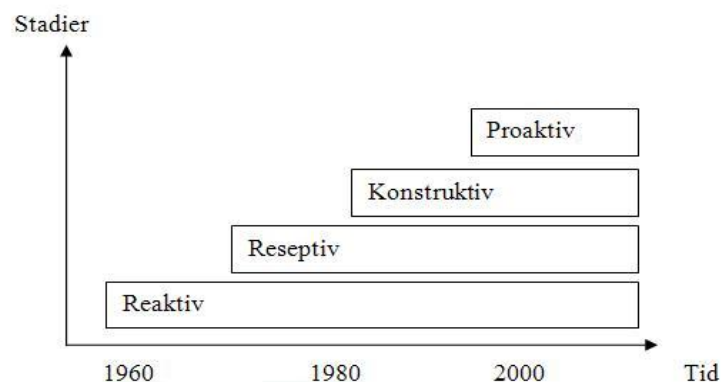 Stadier
Proaktiv
Konstruktiv
Reseptiv
Reaktiv
1960 1980 2000 Tid